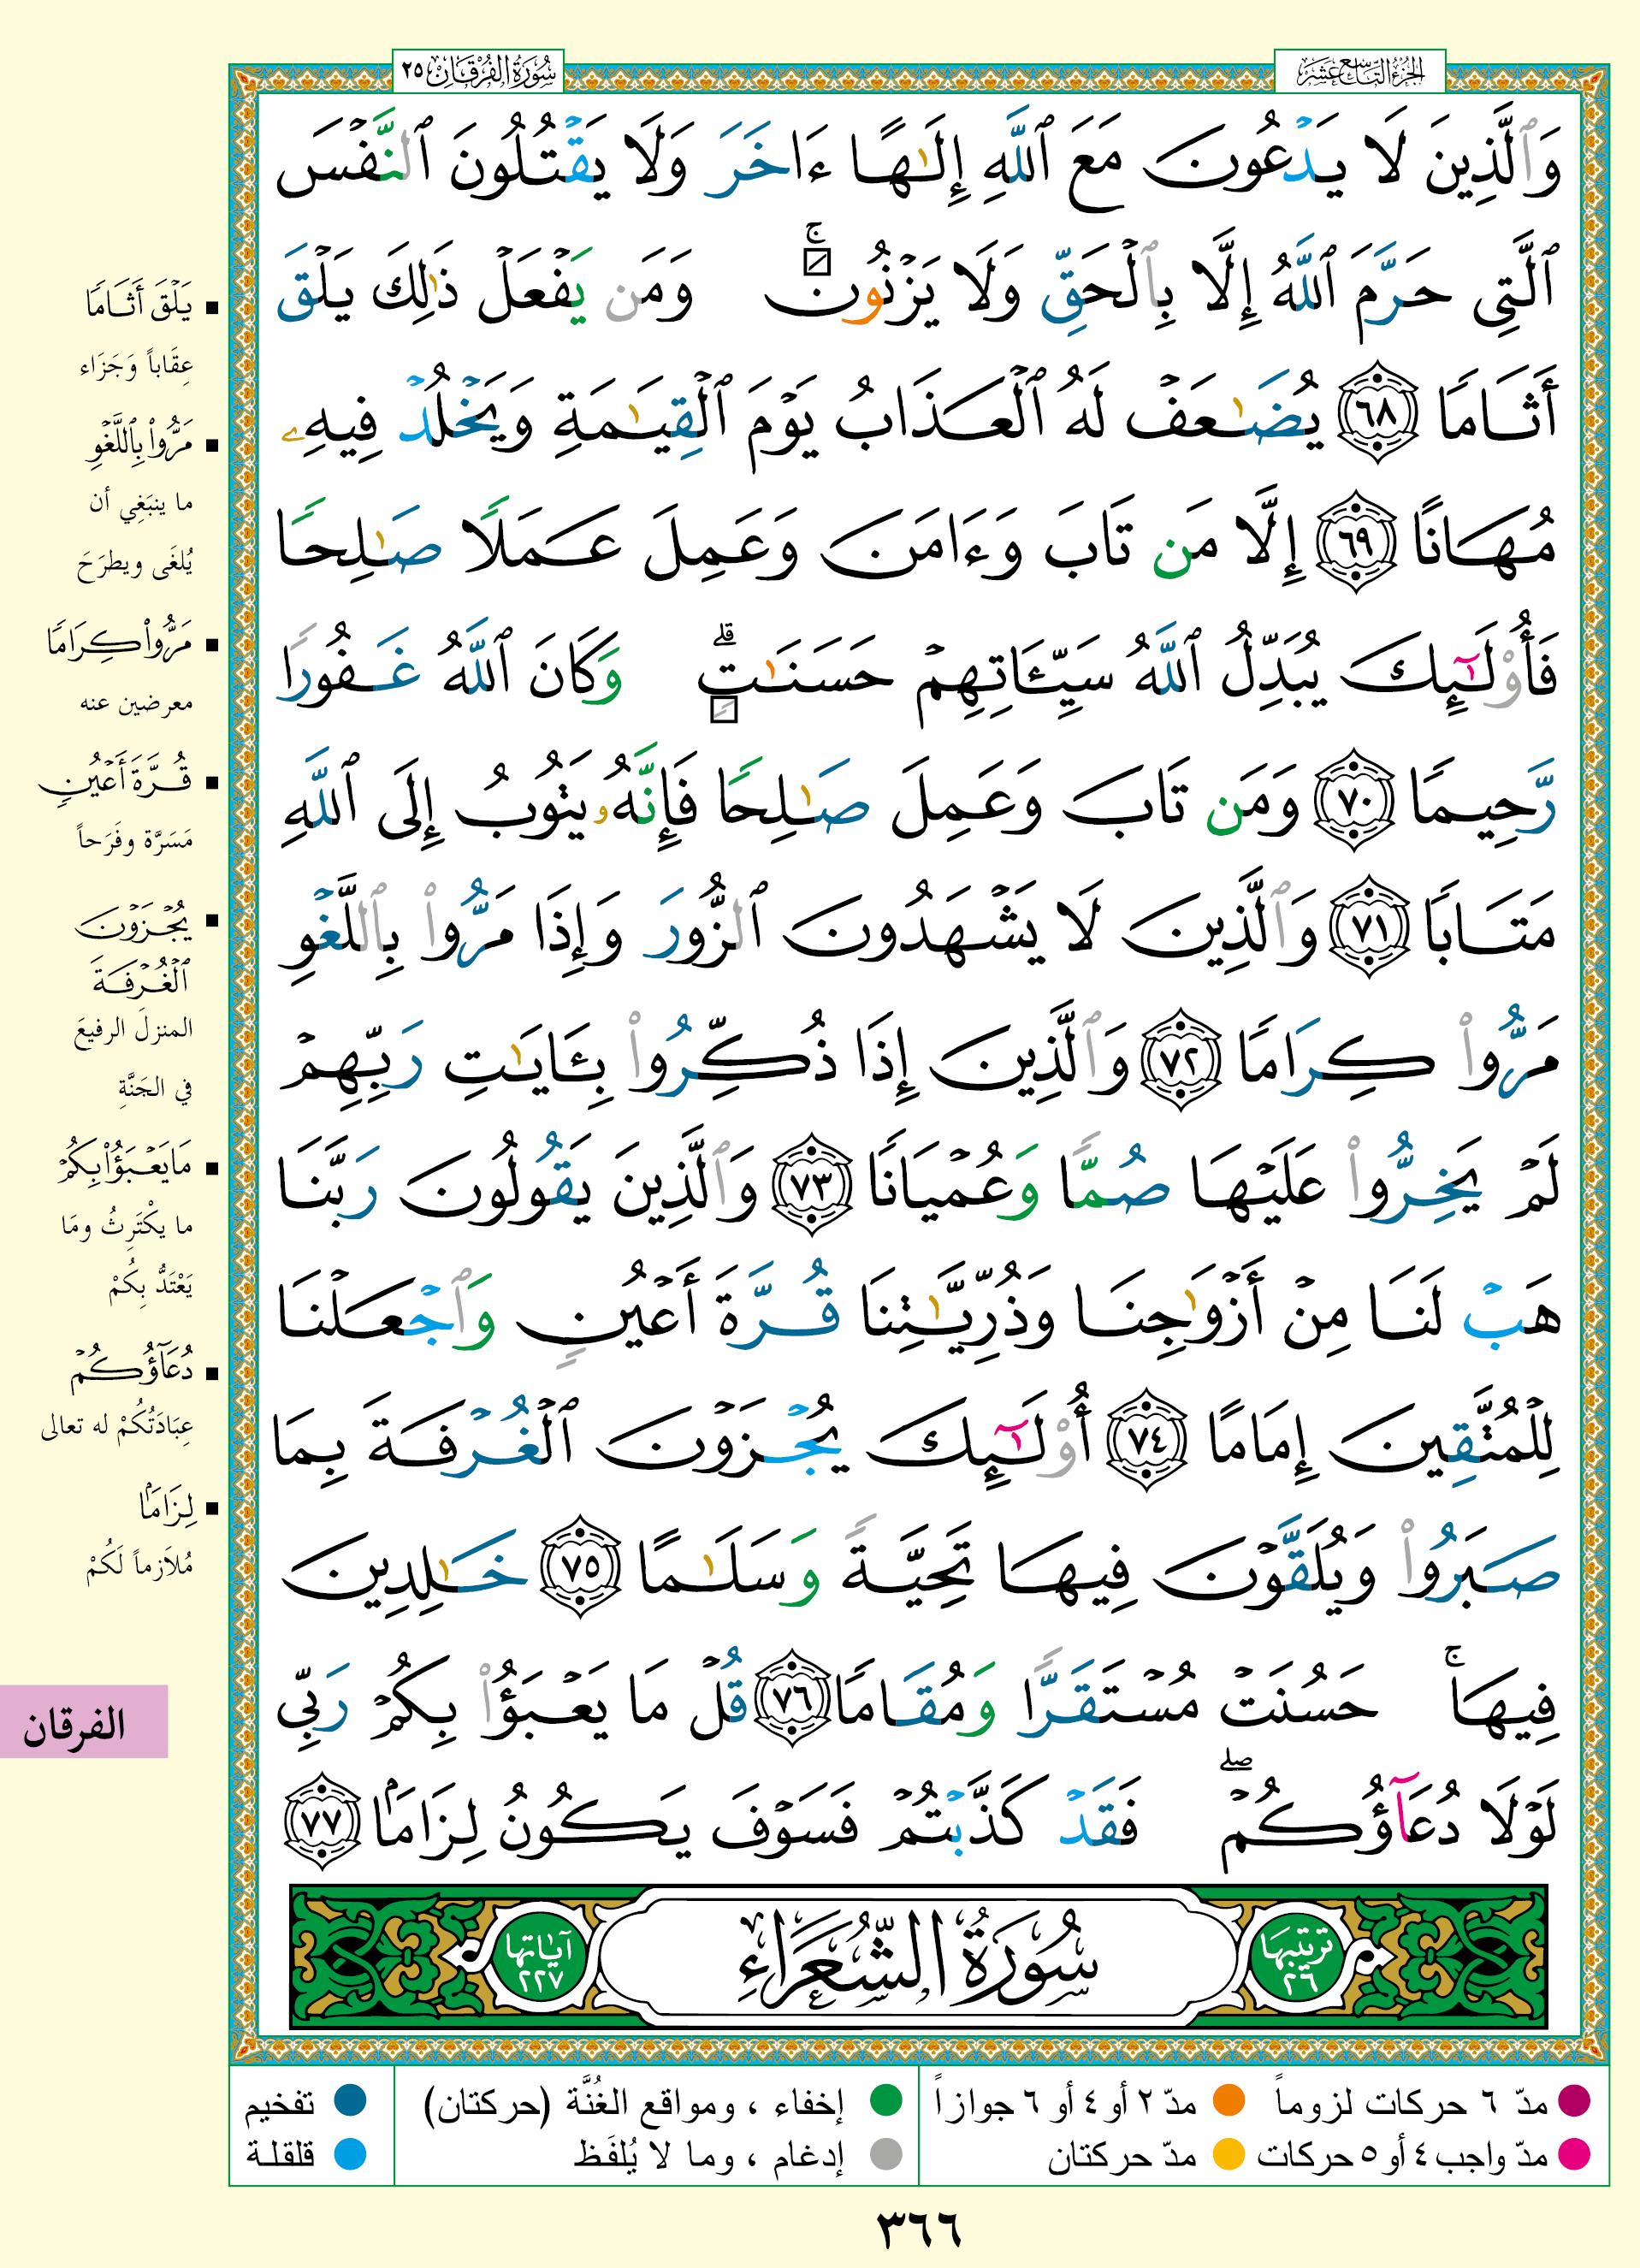 الجزء التاسع عشر
سورة الفرقان ٢٥
وَٱلَّذِينَ لَا يَدۡعُونَ مَعَ ٱللَّهِ إِلَٰهًا ءَاخَرَ وَلَا يَقۡتُلُونَ ٱلنَّفۡسَ
ٱلَّتِي حَرَّمَ ٱللَّهُ إِلَّا بِٱلۡحَقِّ وَلَا يَزۡنُونَۚ وَمَن يَفۡعَلۡ ذَٰلِكَ يَلۡقَ
أَثَامٗا ٦٨ يُضَٰعَفۡ لَهُ ٱلۡعَذَابُ يَوۡمَ ٱلۡقِيَٰمَةِ وَيَخۡلُدۡ فِيهِۦ
مُهَانًا ٦٩ إِلَّا مَن تَابَ وَءَامَنَ وَعَمِلَ عَمَلٗا صَٰلِحٗا
فَأُوْلَٰٓئِكَ يُبَدِّلُ ٱللَّهُ سَيِّـَٔاتِهِمۡ حَسَنَٰتٖۗ وَكَانَ ٱللَّهُ غَفُورٗا
رَّحِيمٗا ٧٠ وَمَن تَابَ وَعَمِلَ صَٰلِحٗا فَإِنَّهُۥ يَتُوبُ إِلَى ٱللَّهِ
مَتَابٗا ٧١ وَٱلَّذِينَ لَا يَشۡهَدُونَ ٱلزُّورَ وَإِذَا مَرُّواْ بِٱللَّغۡوِ
مَرُّواْ كِرَامٗا ٧٢ وَٱلَّذِينَ إِذَا ذُكِّرُواْ بِـَٔايَٰتِ رَبِّهِمۡ
لَمۡ يَخِرُّواْ عَلَيۡهَا صُمّٗا وَعُمۡيَانٗا ٧٣ وَٱلَّذِينَ يَقُولُونَ رَبَّنَا
هَبۡ لَنَا مِنۡ أَزۡوَٰجِنَا وَذُرِّيَّٰتِنَا قُرَّةَ أَعۡيُنٖ وَٱجۡعَلۡنَا
لِلۡمُتَّقِينَ إِمَامًا ٧٤ أُوْلَٰٓئِكَ يُجۡزَوۡنَ ٱلۡغُرۡفَةَ بِمَا
صَبَرُواْ وَيُلَقَّوۡنَ فِيهَا تَحِيَّةٗ وَسَلَٰمًا ٧٥ خَٰلِدِينَ
فِيهَاۚ حَسُنَتۡ مُسۡتَقَرّٗا وَمُقَامٗا ٧٦ قُلۡ مَا يَعۡبَؤُاْ بِكُمۡ رَبِّي
لَوۡلَا دُعَآؤُكُمۡۖ فَقَدۡ كَذَّبۡتُمۡ فَسَوۡفَ يَكُونُ لِزَامَۢا ٧٧
ترتيبها ٢٦
سُورَةُ الشُّعَرَاءِ
آياتها ٢٢٧
يَلۡقَ أَثَامٗا
عِقَاباً وَجَزَاء
مَرُّواْ بِٱللَّغۡوِ
ما ينبَغِي أن
يُلغَى ويطرَحَ
مَرُّواْ كِرَامٗا
معرضين عنه
قُرَّةَ أَعۡيُنٖ
مَسَرَّة وفَرَحاً
يُجۡزَوۡنَ
ٱلۡغُرۡفَةَ
المنزلَ الرفيعَ
في الجَنَّةِ
مَا يَعۡبَؤُاْ بِكُمۡ
ما يكْتَرِثُ ومَا
يَعْتَدُّ بِكُمْ
دُعَآؤُكُمۡ
عِبَادَتُكُمْ له تعالى
لِزَامَۢا
مُلاَزماً لَكُمْ
الفرقان
مدّ ٦ حركات لزوماً
مدّ ٢ أو ٤ أو ٦ جوازاً
إخفاء ، ومواقع الغُنَّة (حركتان)
تفخيم
مدّ واجب ٤ أو ٥ حركات
مدّ حركتان
إدغام ، وما لا يُلفَظ
قلقلة
٣٦٦